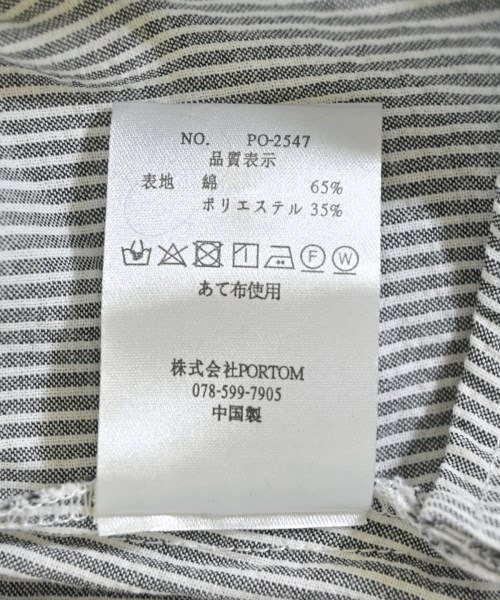 NO. PO-2547
品質表示
表地 綿 65%
ポリエステル 35%
F W
あて布使用
株式会社PORTOM
078-599-7905
中国製